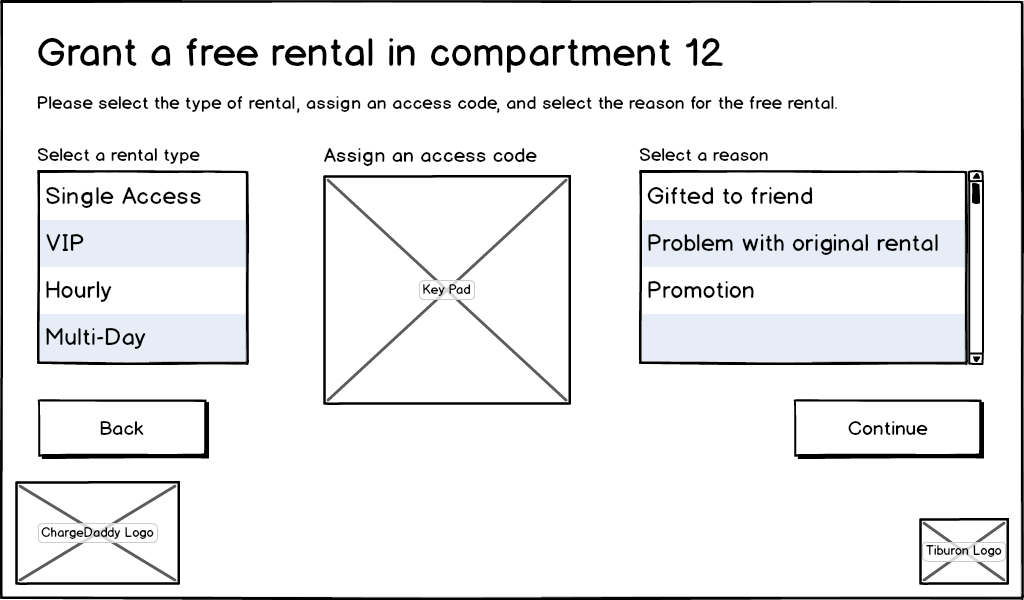 Grant a free rental in compartment 12
Please select the type of rental, assign an access code, and select the reason for the free rental.
Select a rental type
Single Access
VIP
Hourly
Multi-Day
Assign an access code
Key Pad
Select a reason
Gifted to friend
Problem with original rental
Promotion
Back
Continue
ChargeDaddy Logo
Tiburon Logo